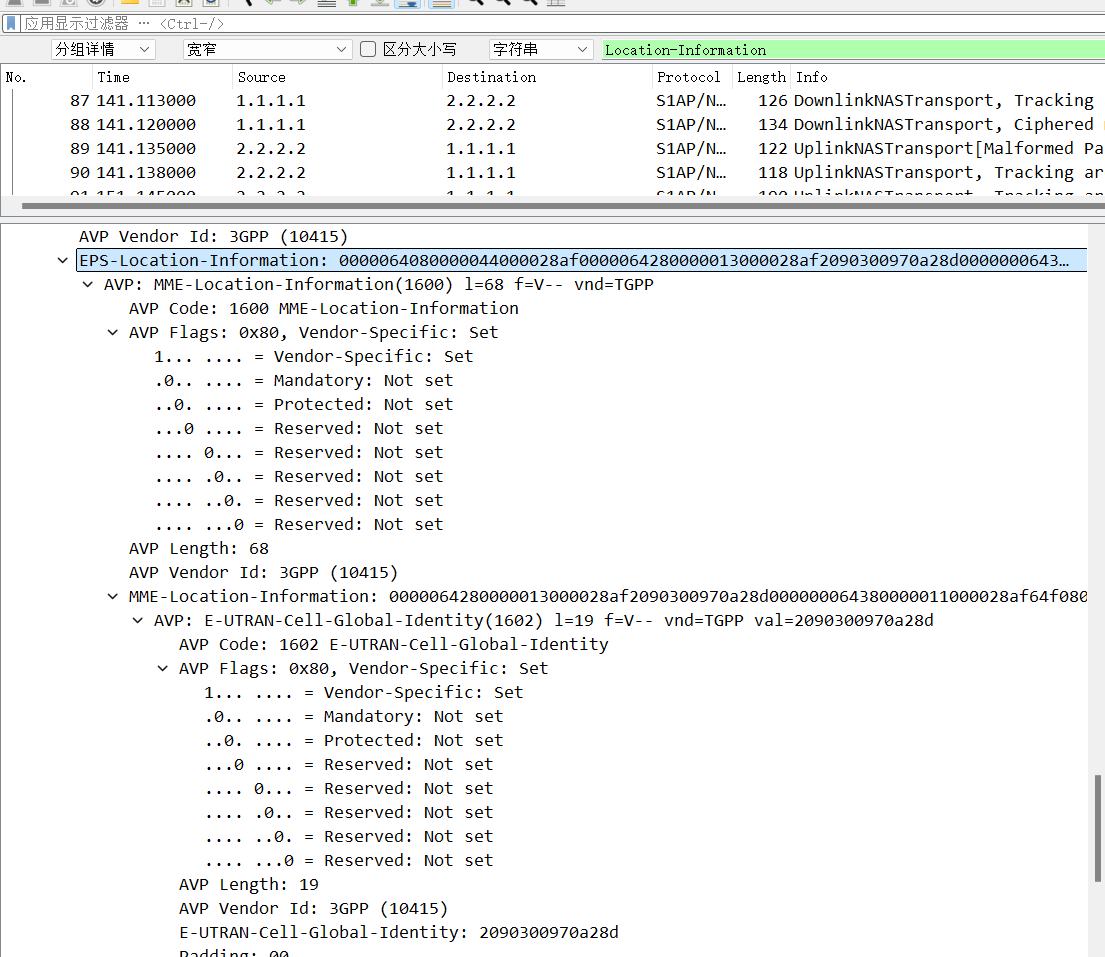 应用显示过滤器 … <Ctrl-/>
分组详情 宽窄 区分大小写 字符串 Location-Information
No. Time Source Destination Protocol Length Info
87 141.113000 1.1.1.1 2.2.2.2 S1AP/N… 126 DownlinkNASTransport, Tracking
88 141.120000 1.1.1.1 2.2.2.2 S1AP/N… 134 DownlinkNASTransport, Ciphered
89 141.135000 2.2.2.2 1.1.1.1 S1AP/N… 122 UplinkNASTransport[Malformed Pa
90 141.138000 2.2.2.2 1.1.1.1 S1AP/N… 118 UplinkNASTransport, Tracking ar
AVP Vendor Id: 3GPP (10415)
EPS-Location-Information: 0000064080000044000028af0000064280000013000028af2090300970a28d0000000643…
AVP: MME-Location-Information(1600) l=68 f=V-- vnd=TGPP
AVP Code: 1600 MME-Location-Information
AVP Flags: 0x80, Vendor-Specific: Set
1... .... = Vendor-Specific: Set
.0.. .... = Mandatory: Not set
..0. .... = Protected: Not set
...0 .... = Reserved: Not set
.... 0... = Reserved: Not set
.... .0.. = Reserved: Not set
.... ..0. = Reserved: Not set
.... ...0 = Reserved: Not set
AVP Length: 68
AVP Vendor Id: 3GPP (10415)
MME-Location-Information: 0000064280000013000028af2090300970a28d000000064380000011000028af64f080
AVP: E-UTRAN-Cell-Global-Identity(1602) l=19 f=V-- vnd=TGPP val=2090300970a28d
AVP Code: 1602 E-UTRAN-Cell-Global-Identity
AVP Flags: 0x80, Vendor-Specific: Set
1... .... = Vendor-Specific: Set
.0.. .... = Mandatory: Not set
..0. .... = Protected: Not set
...0 .... = Reserved: Not set
.... 0... = Reserved: Not set
.... .0.. = Reserved: Not set
.... ..0. = Reserved: Not set
.... ...0 = Reserved: Not set
AVP Length: 19
AVP Vendor Id: 3GPP (10415)
E-UTRAN-Cell-Global-Identity: 2090300970a28d
Padding: 00